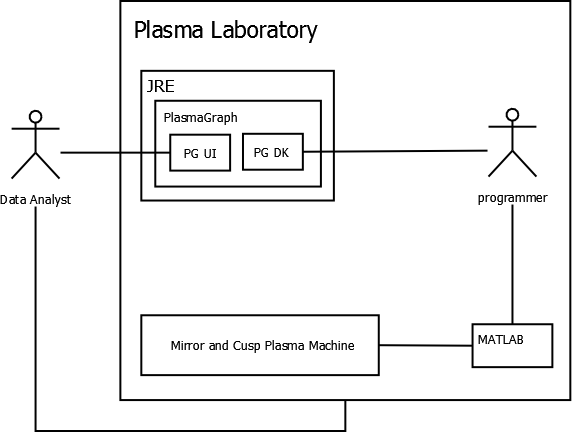 Plasma Laboratory
JRE
PlasmaGraph
PG UI
PG DK
Data Analyst
programmer
Mirror and Cusp Plasma Machine
MATLAB